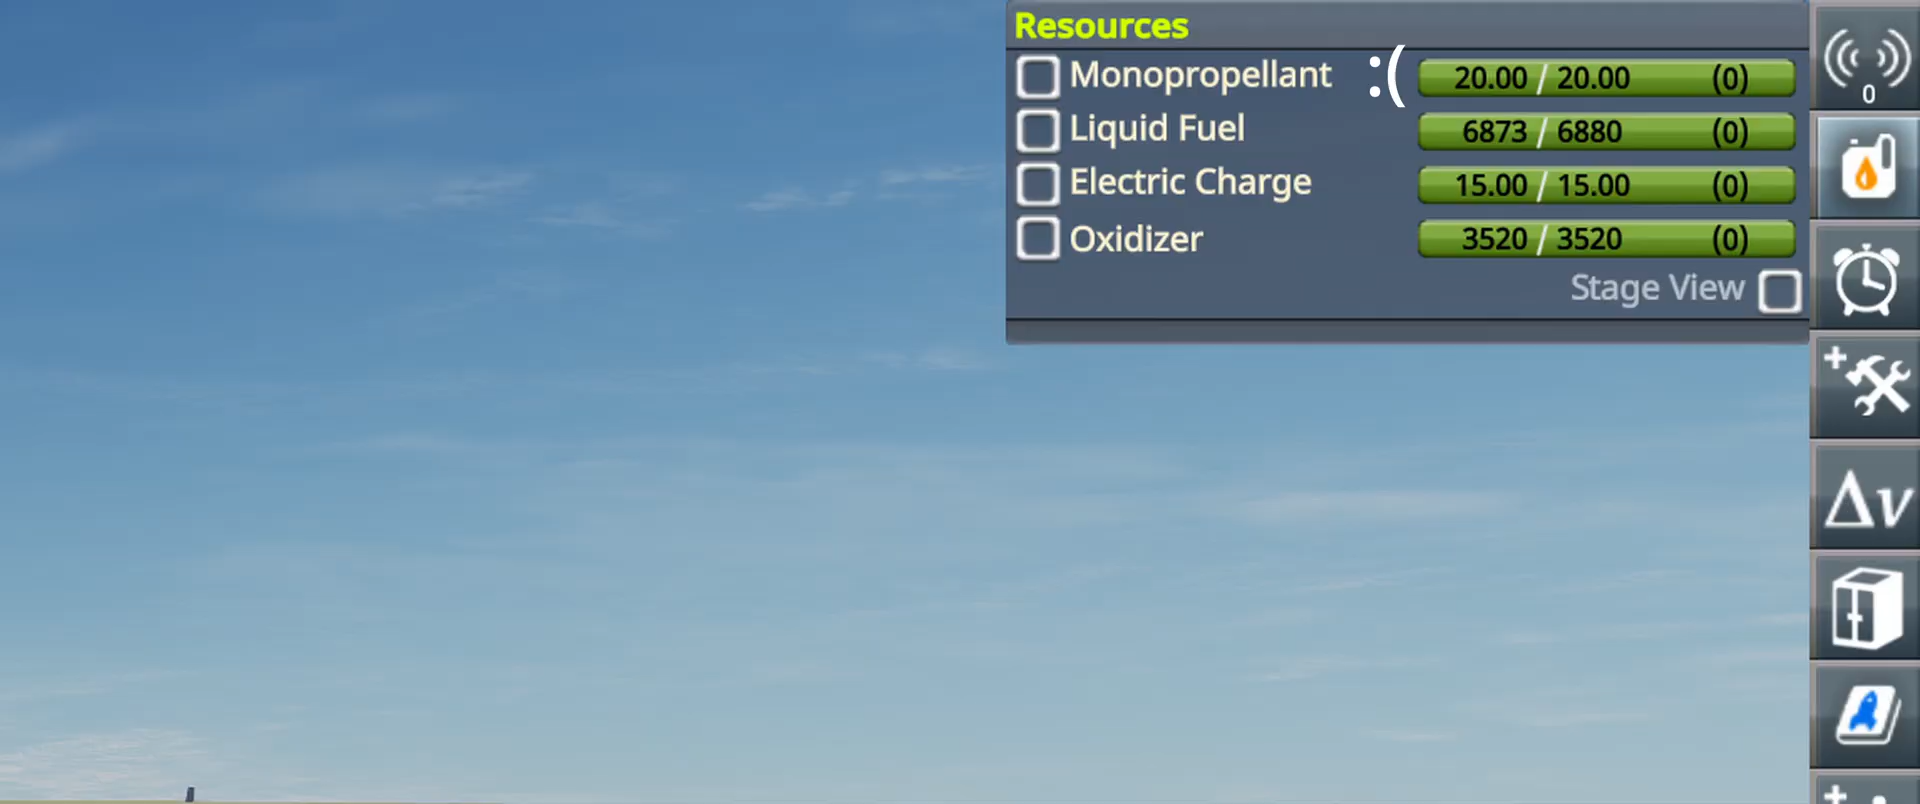 Resources
Monopropellant :( 20.00 / 20.00 (0)
Liquid Fuel 6873 / 6880 (0)
Electric Charge 15.00 / 15.00 (0)
Oxidizer 3520 / 3520 (0)
Stage View
0
Δv